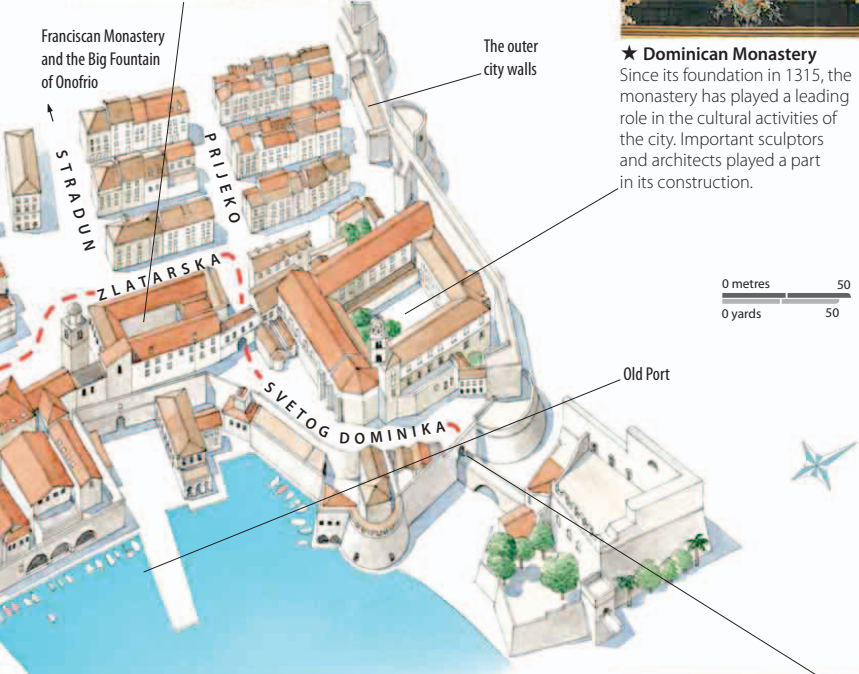 Franciscan Monastery
and the Big Fountain
of Onofrio
The outer
city walls
★ Dominican Monastery
Since its foundation in 1315, the
monastery has played a leading
role in the cultural activities of
the city. Important sculptors
and architects played a part
in its construction.
STRADUN
PRIJEKO
ZLATARSKA
0 metres 50
0 yards 50
Old Port
SVETOG DOMINIKA